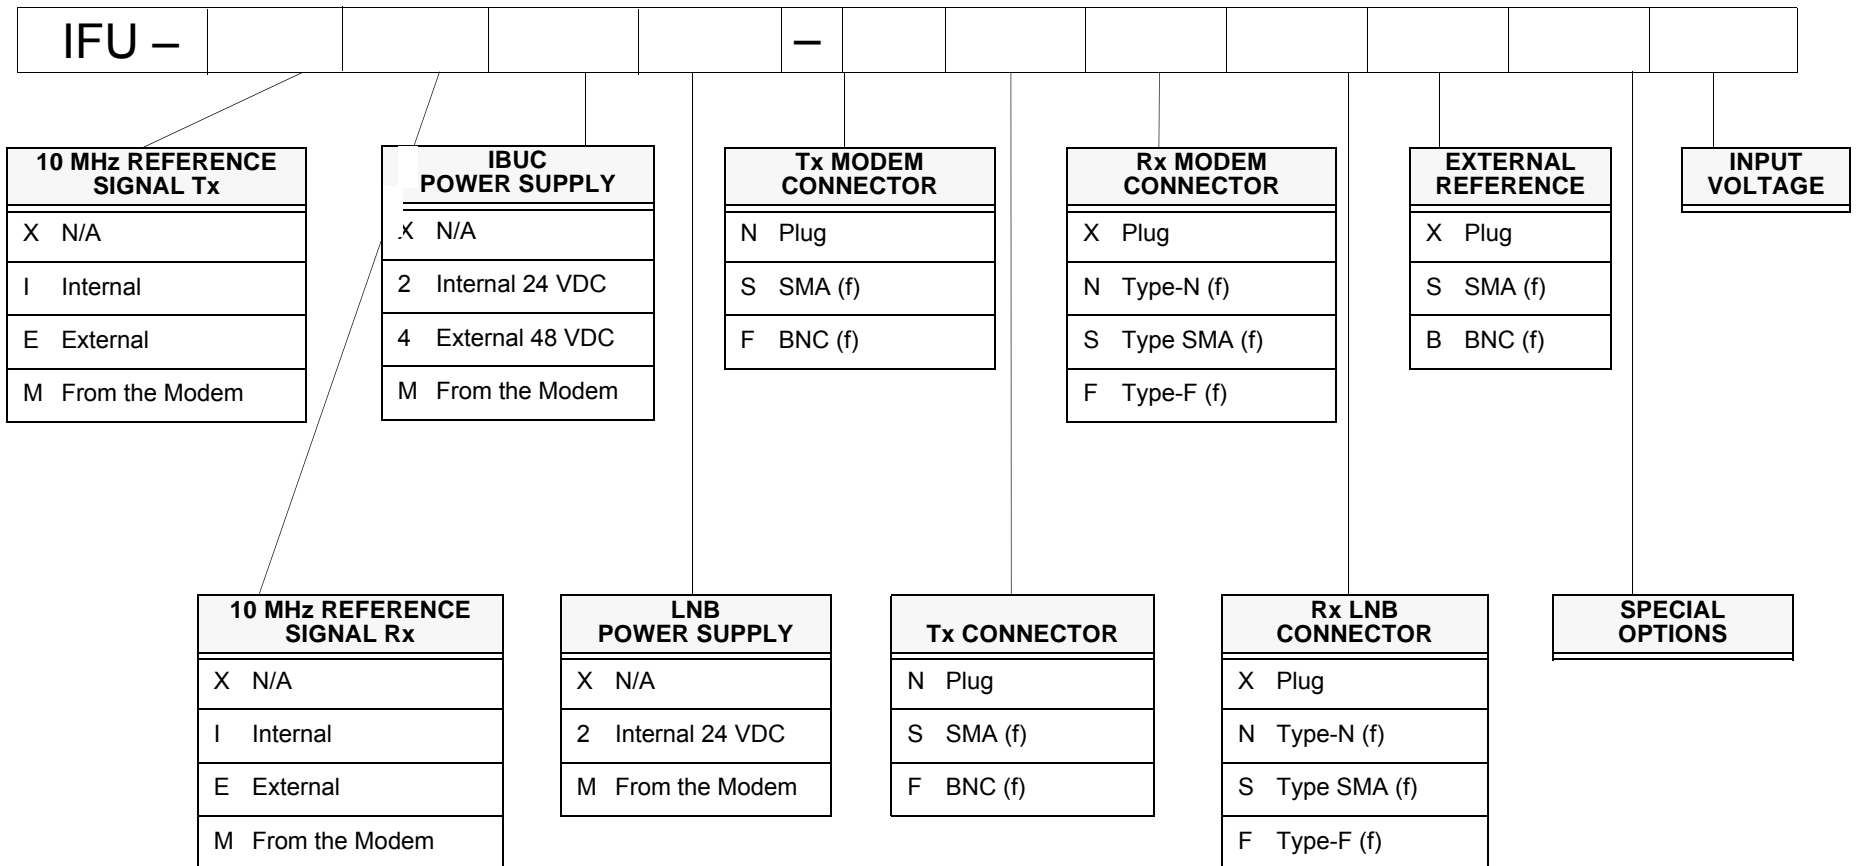 IFU –
–
10 MHz REFERENCE
SIGNAL Tx
X N/A
I Internal
E External
M From the Modem
IBUC
POWER SUPPLY
X N/A
2 Internal 24 VDC
4 External 48 VDC
M From the Modem
Tx MODEM
CONNECTOR
N Plug
S SMA (f)
F BNC (f)
Rx MODEM
CONNECTOR
X Plug
N Type-N (f)
S Type SMA (f)
F Type-F (f)
EXTERNAL
REFERENCE
X Plug
S SMA (f)
B BNC (f)
INPUT
VOLTAGE
10 MHz REFERENCE
SIGNAL Rx
X N/A
I Internal
E External
M From the Modem
LNB
POWER SUPPLY
X N/A
2 Internal 24 VDC
M From the Modem
Tx CONNECTOR
N Plug
S SMA (f)
F BNC (f)
Rx LNB
CONNECTOR
X Plug
N Type-N (f)
S Type SMA (f)
F Type-F (f)
SPECIAL
OPTIONS